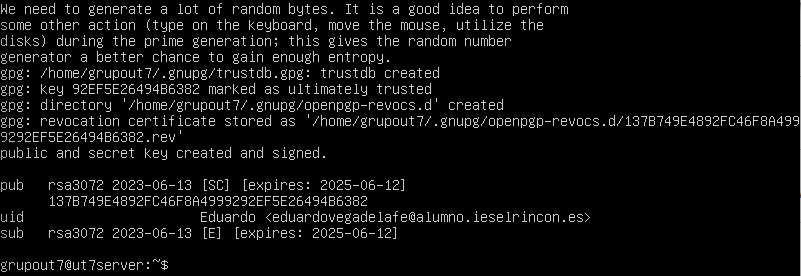 We need to generate a lot of random bytes. It is a good idea to perform
some other action (type on the keyboard, move the mouse, utilize the
disks) during the prime generation; this gives the random number
generator a better chance to gain enough entropy.
gpg: /home/grupout7/.gnupg/trustdb.gpg: trustdb created
gpg: key 92EF5E26494B6382 marked as ultimately trusted
gpg: directory '/home/grupout7/.gnupg/openpgp-revocs.d' created
gpg: revocation certificate stored as '/home/grupout7/.gnupg/openpgp-revocs.d/137B749E4892FC46F8A499
9292EF5E26494B6382.rev'
public and secret key created and signed.
pub   rsa3072 2023-06-13 [SC] [expires: 2025-06-12]
      137B749E4892FC46F8A4999292EF5E26494B6382
uid                      Eduardo <eduardovegadelafe@alumno.ieselrincon.es>
sub   rsa3072 2023-06-13 [E] [expires: 2025-06-12]
grupout7@ut7server:~$